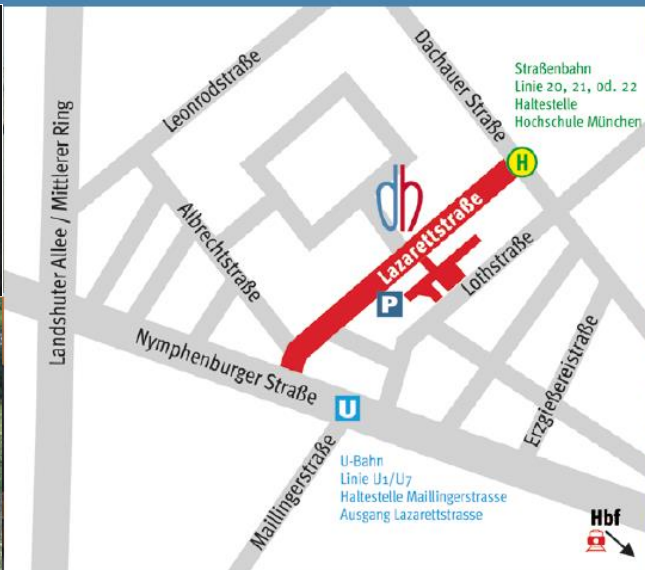 Dachauer Straße
Leonrodstraße
Straßenbahn
Linie 20, 21, od. 22
Haltestelle
Hochschule München
H
Landshuter Allee / Mittlerer Ring
dh
Albrechtstraße
Lazarettstraße
Lothstraße
P
Nymphenburger Straße
Erzgießereistraße
U
Maillingerstraße
U-Bahn
Linie U1/U7
Haltestelle Maillingerstrasse
Ausgang Lazarettstrasse
Hbf